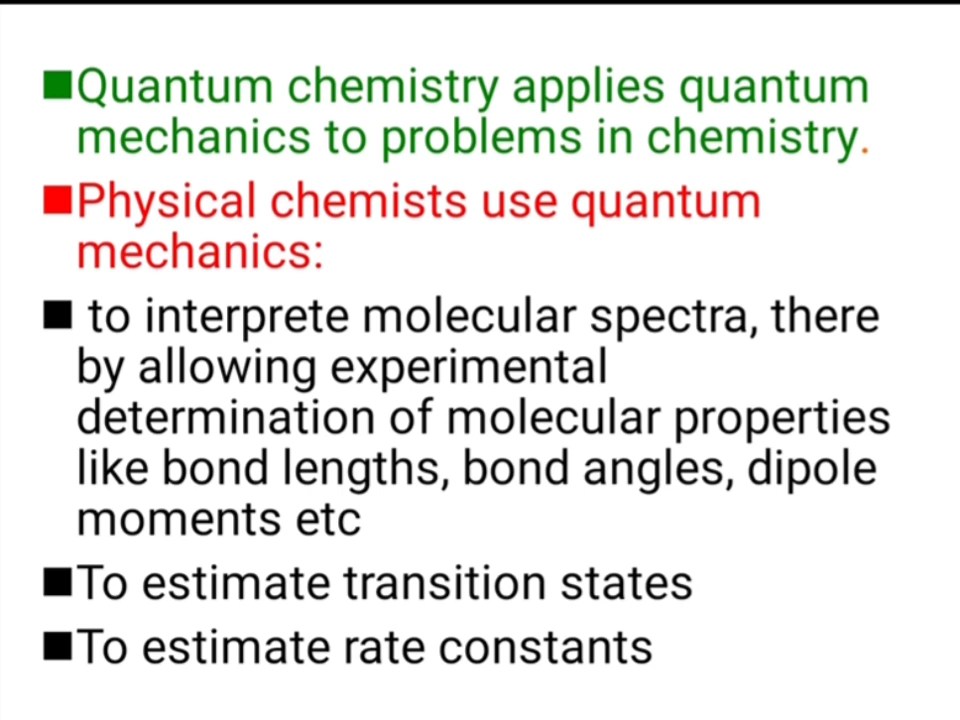 ■Quantum chemistry applies quantum
mechanics to problems in chemistry.
■Physical chemists use quantum
mechanics:
■ to interprete molecular spectra, there
by allowing experimental
determination of molecular properties
like bond lengths, bond angles, dipole
moments etc
■To estimate transition states
■To estimate rate constants